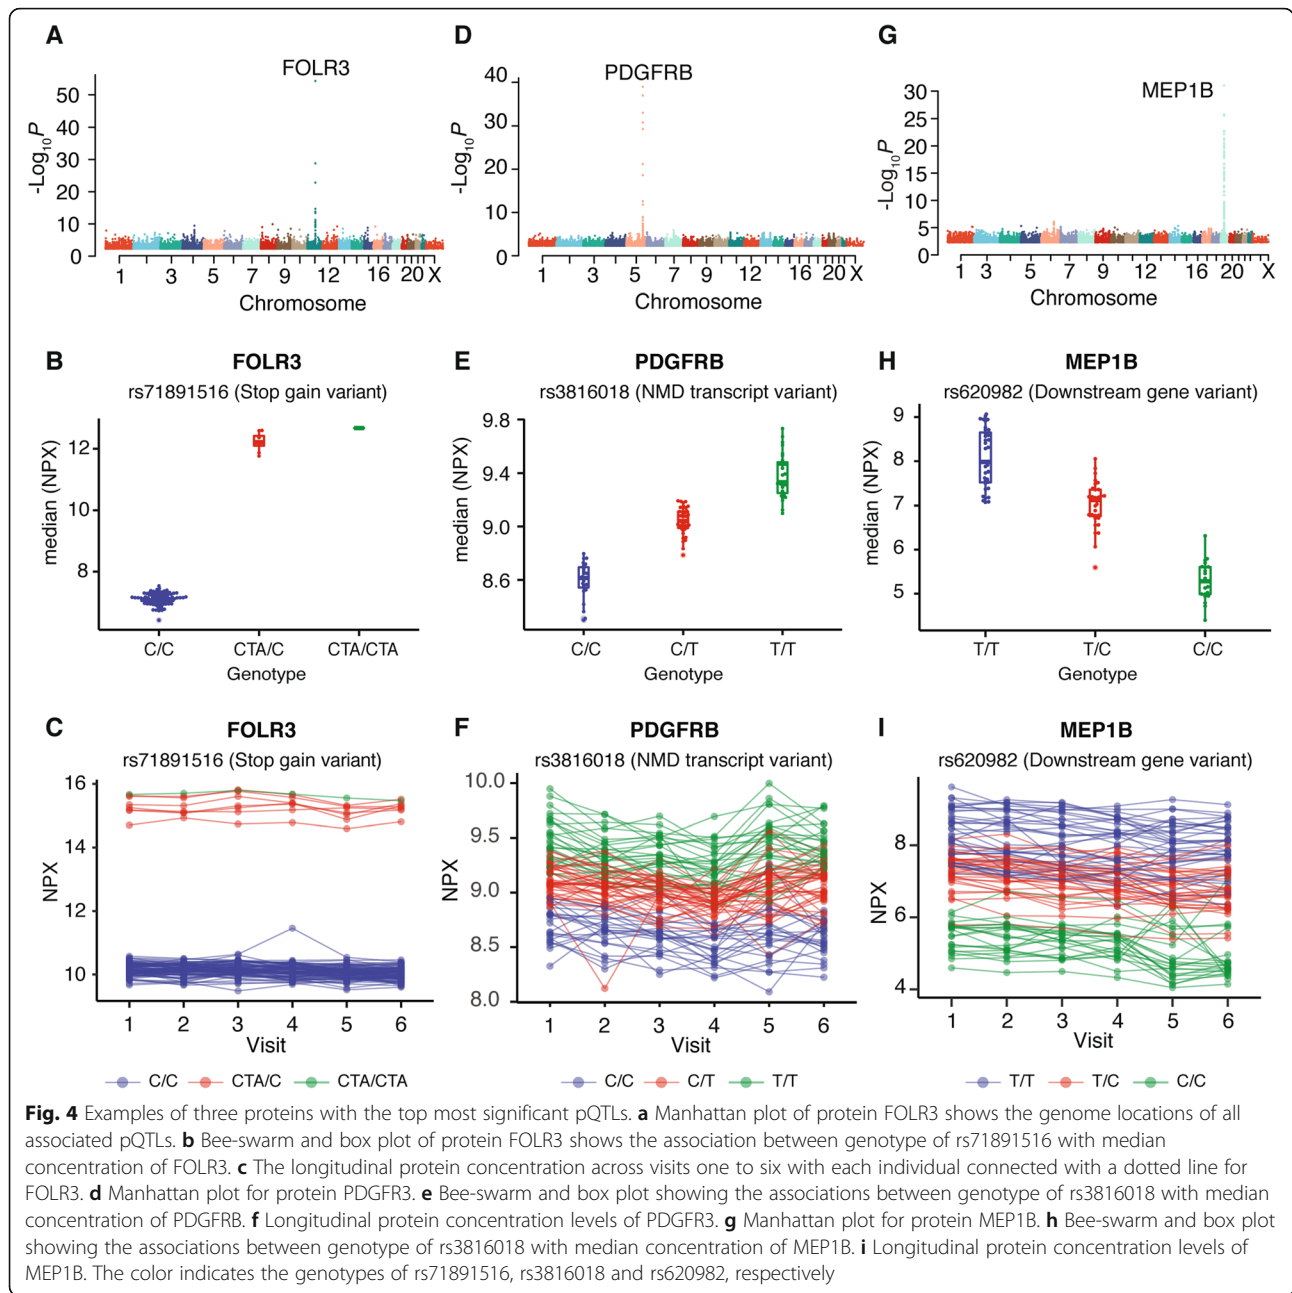 A
FOLR3
-Log10P
50
40
30
20
10
0
1 3 5 7 9 12 16 20 X
Chromosome
D
PDGFRB
-Log10P
40
30
20
10
0
1 3 5 7 9 12 16 20 X
Chromosome
G
MEP1B
-Log10P
30
25
20
15
10
5
0
1 3 5 7 9 12 16 20 X
Chromosome
B
FOLR3
rs71891516 (Stop gain variant)
median (NPX)
12
10
8
C/C CTA/C CTA/CTA
Genotype
E
PDGFRB
rs3816018 (NMD transcript variant)
median (NPX)
9.8
9.4
9.0
8.6
C/C C/T T/T
Genotype
H
MEP1B
rs620982 (Downstream gene variant)
median (NPX)
9
8
7
6
5
T/T T/C C/C
Genotype
C
FOLR3
rs71891516 (Stop gain variant)
NPX
16
14
12
10
1 2 3 4 5 6
Visit
C/C CTA/C CTA/CTA
F
PDGFRB
rs3816018 (NMD transcript variant)
NPX
10.0
9.5
9.0
8.5
8.0
1 2 3 4 5 6
Visit
C/C C/T T/T
I
MEP1B
rs620982 (Downstream gene variant)
NPX
8
6
4
1 2 3 4 5 6
Visit
T/T T/C C/C
Fig. 4 Examples of three proteins with the top most significant pQTLs. a Manhattan plot of protein FOLR3 shows the genome locations of all
associated pQTLs. b Bee-swarm and box plot of protein FOLR3 shows the association between genotype of rs71891516 with median
concentration of FOLR3. c The longitudinal protein concentration across visits one to six with each individual connected with a dotted line for
FOLR3. d Manhattan plot for protein PDGFR3. e Bee-swarm and box plot showing the associations between genotype of rs3816018 with median
concentration of PDGFRB. f Longitudinal protein concentration levels of PDGFR3. g Manhattan plot for protein MEP1B. h Bee-swarm and box plot
showing the associations between genotype of rs3816018 with median concentration of MEP1B. i Longitudinal protein concentration levels of
MEP1B. The color indicates the genotypes of rs71891516, rs3816018 and rs620982, respectively